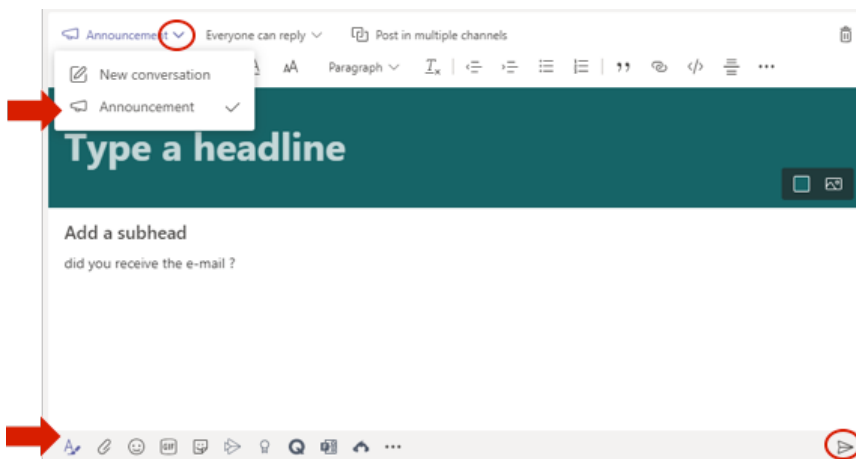 Announcement Everyone can reply Post in multiple channels
New conversation
A AA Paragraph
Announcement
Type a headline
Add a subhead
did you receive the e-mail ?
GIF